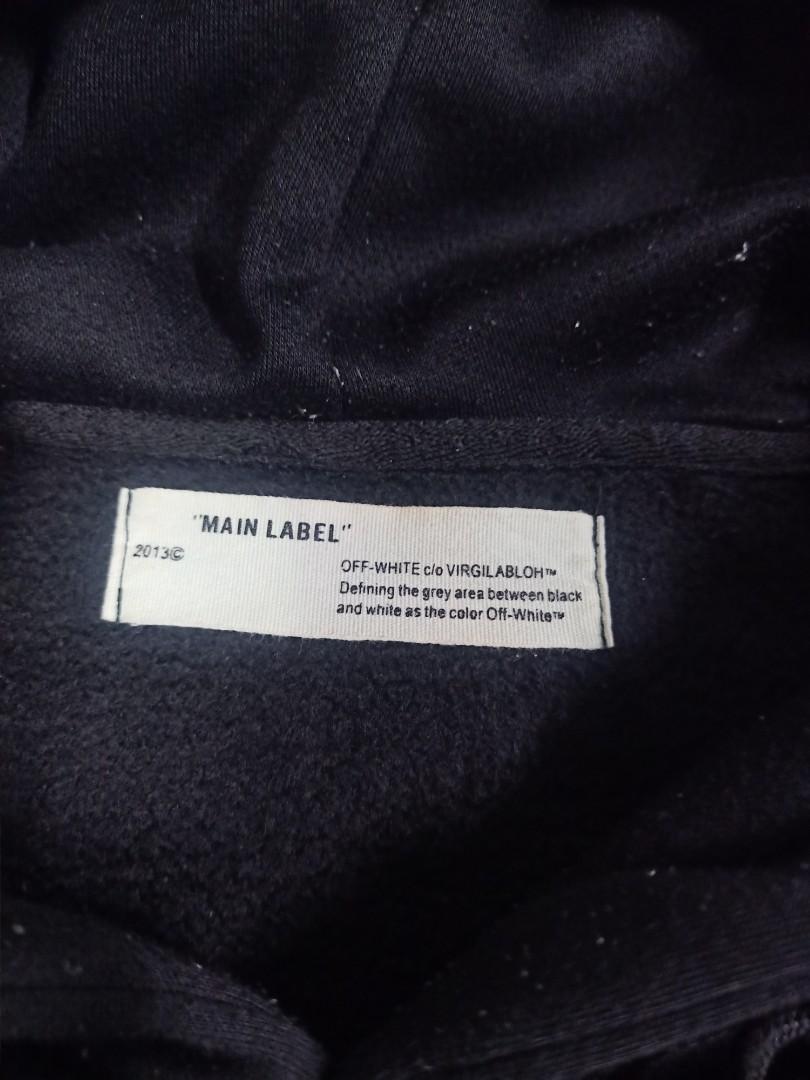 "MAIN LABEL"
2013©
OFF-WHITE c/o VIRGILABLOH™
Defining the grey area between black
and white as the color Off-White™